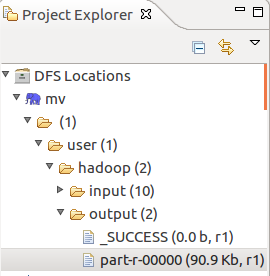 Project Explorer
DFS Locations
mv
(1)
user (1)
hadoop (2)
input (10)
output (2)
_SUCCESS (0.0 b, r1)
part-r-00000 (90.9 Kb, r1)